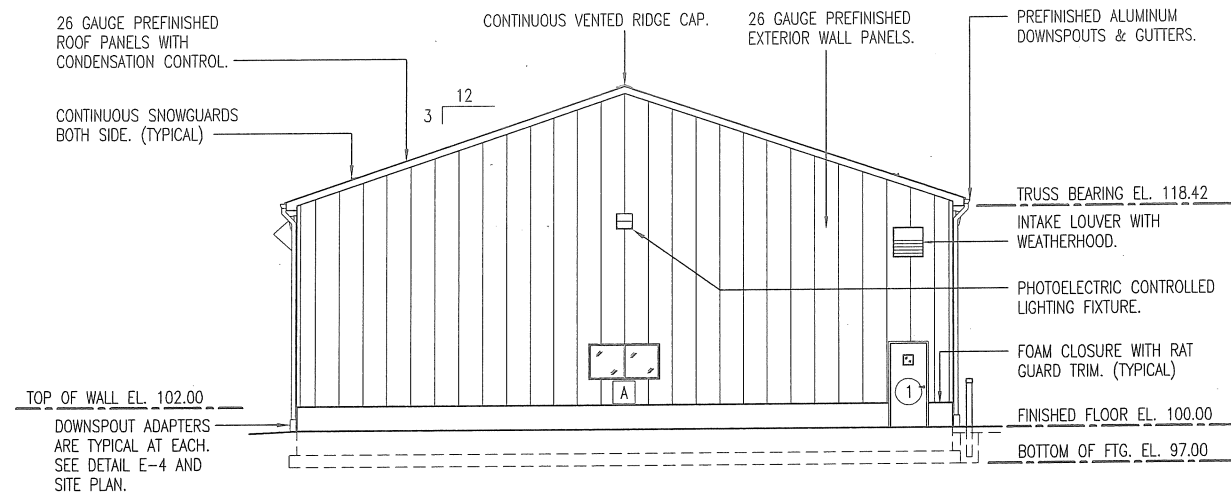 26 GAUGE PREFINISHED
ROOF PANELS WITH
CONDENSATION CONTROL.
CONTINUOUS VENTED RIDGE CAP.
26 GAUGE PREFINISHED
EXTERIOR WALL PANELS.
PREFINISHED ALUMINUM
DOWNSPOUTS & GUTTERS.
12
3
CONTINUOUS SNOWGUARDS
BOTH SIDE. (TYPICAL)
TRUSS BEARING EL. 118.42
INTAKE LOUVER WITH
WEATHERHOOD.
PHOTOELECTRIC CONTROLLED
LIGHTING FIXTURE.
FOAM CLOSURE WITH RAT
GUARD TRIM. (TYPICAL)
A
1
TOP OF WALL EL. 102.00
FINISHED FLOOR EL. 100.00
DOWNSPOUT ADAPTERS
ARE TYPICAL AT EACH.
SEE DETAIL E-4 AND
SITE PLAN.
BOTTOM OF FTG. EL. 97.00